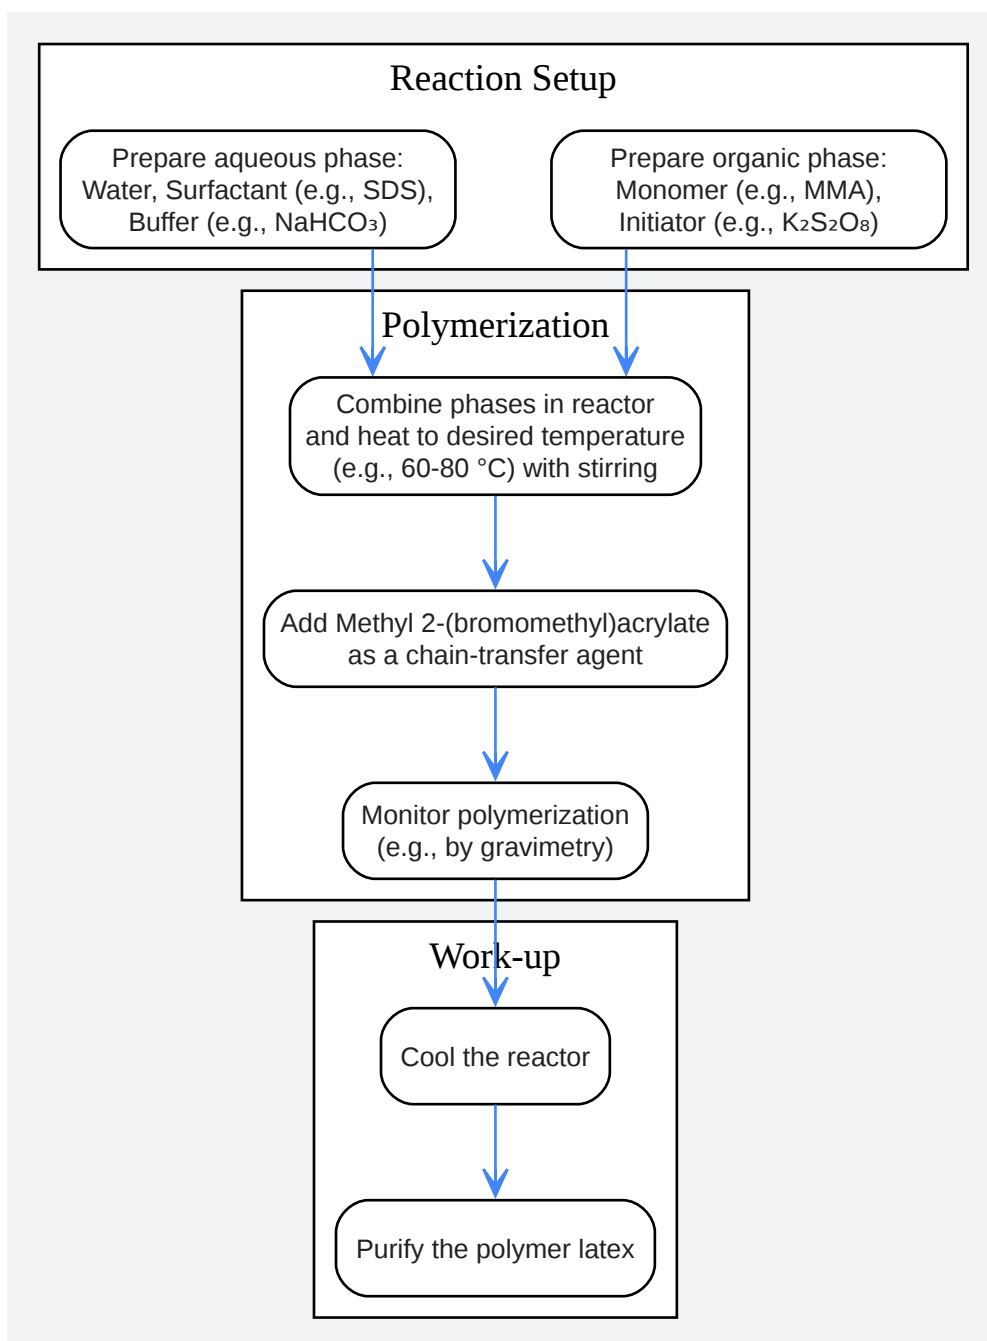 Reaction Setup
Prepare aqueous phase:
Water, Surfactant (e.g., SDS),
Buffer (e.g., NaHCO₃)
Prepare organic phase:
Monomer (e.g., MMA),
Initiator (e.g., K₂S₂O₈)
Polymerization
Combine phases in reactor
and heat to desired temperature
(e.g., 60-80 °C) with stirring
Add Methyl 2-(bromomethyl)acrylate
as a chain-transfer agent
Monitor polymerization
(e.g., by gravimetry)
Work-up
Cool the reactor
Purify the polymer latex